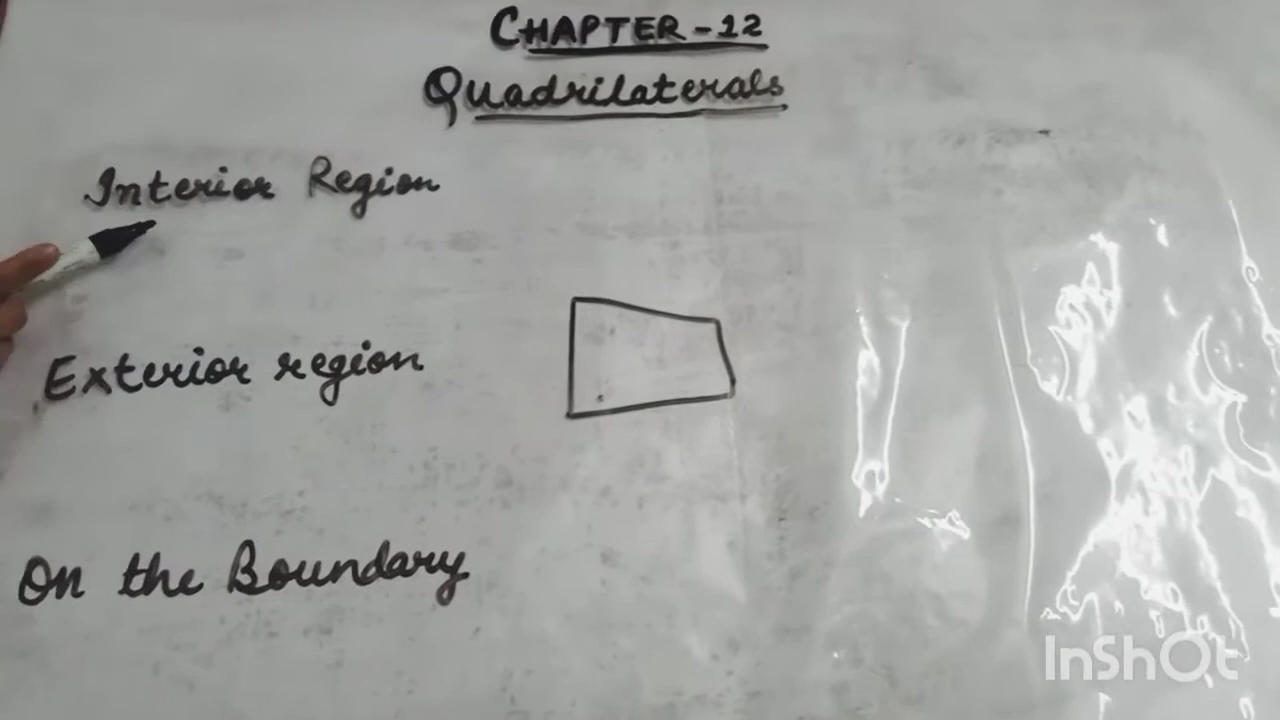 CHAPTER-12
Quadrilaterals
Interior Region
Exterior region
On the Boundary
InShOt